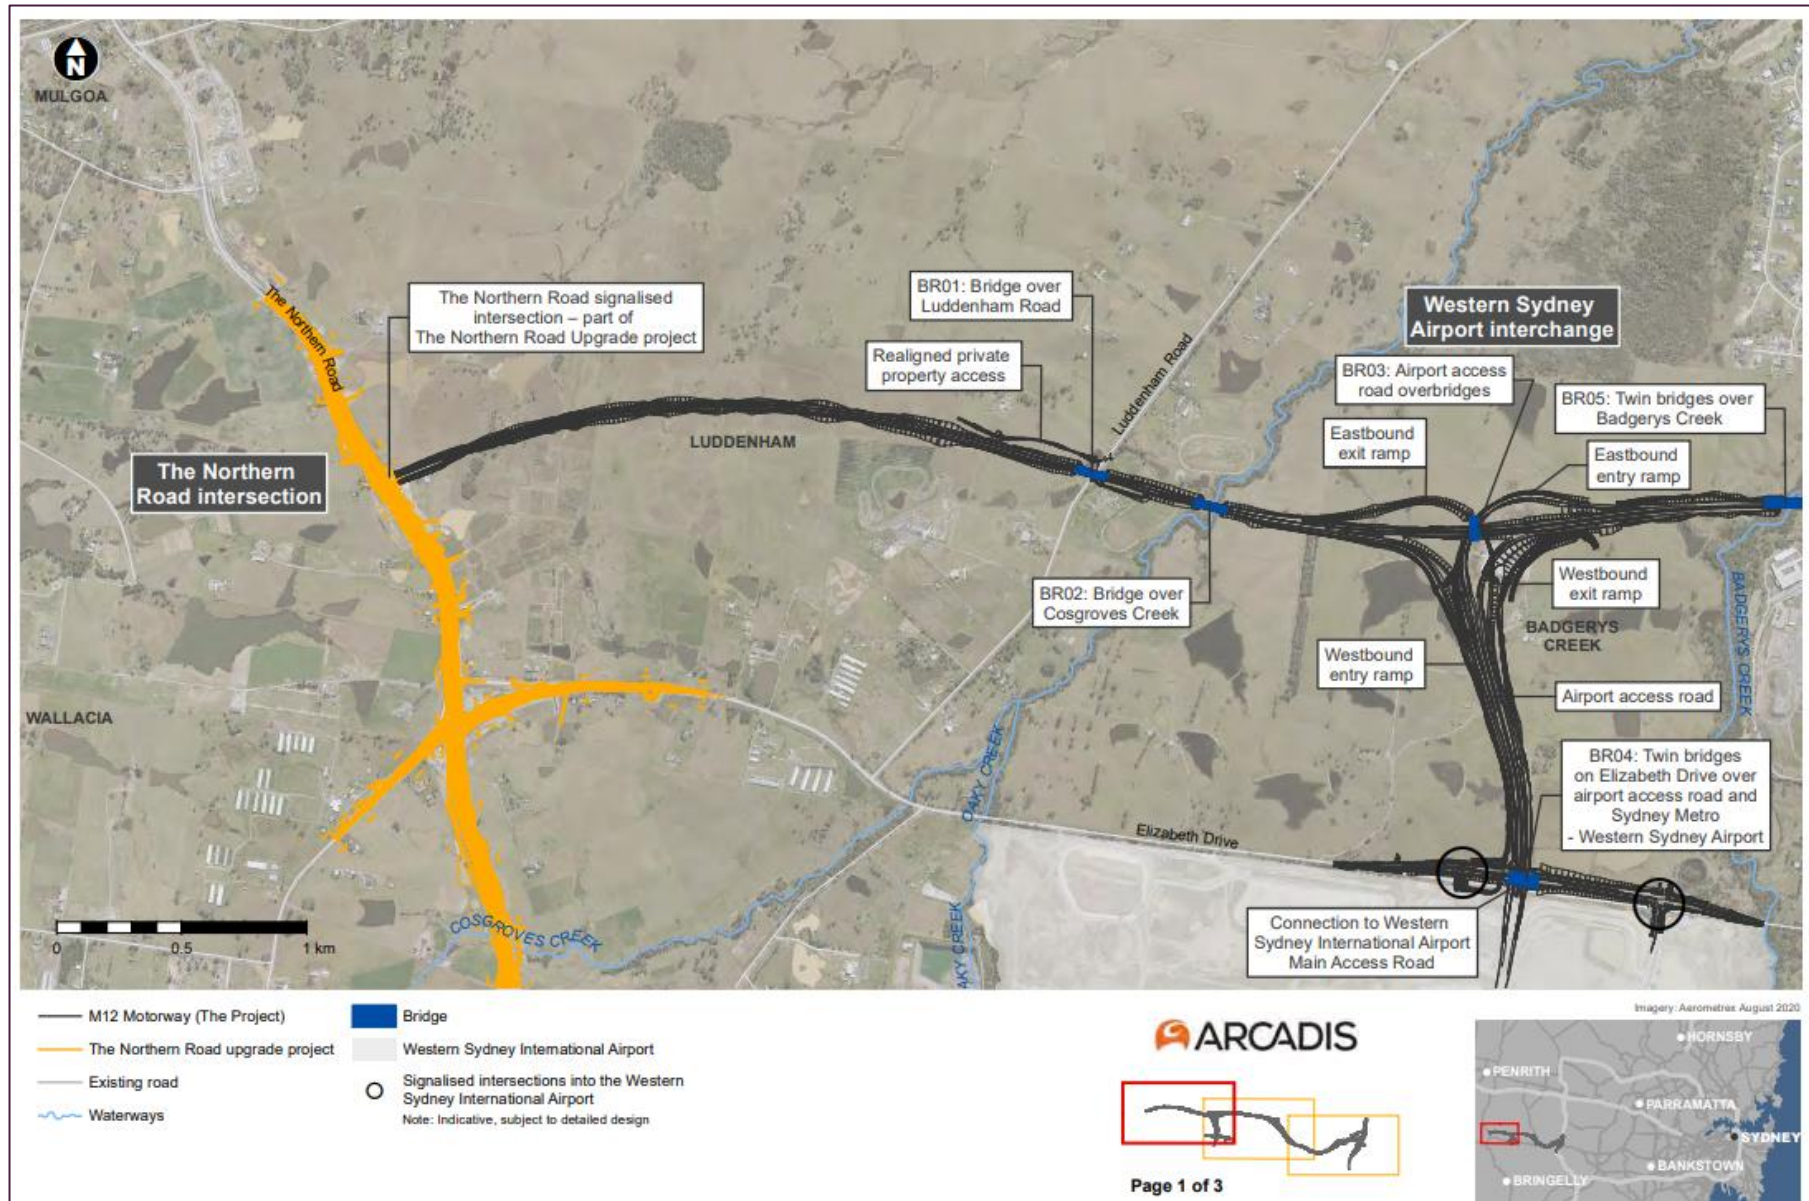 N
MULGOA
The Northern Road
The Northern Road signalised
intersection – part of
The Northern Road Upgrade project
BR01: Bridge over
Luddenham Road
Realigned private
property access
Luddenham Road
Western Sydney
Airport interchange
BR03: Airport access
road overbridges
BR05: Twin bridges over
Badgerys Creek
Eastbound
exit ramp
Eastbound
entry ramp
LUDDENHAM
The Northern
Road intersection
BR02: Bridge over
Cosgroves Creek
Westbound
exit ramp
BADGERYS
CREEK
BADGERYS CREEK
Westbound
entry ramp
Airport access road
WALLACIA
OAKY CREEK
BR04: Twin bridges
on Elizabeth Drive over
airport access road and
Sydney Metro
- Western Sydney Airport
Elizabeth Drive
COSGROVES CREEK
AKY CREEK
Connection to Western
Sydney International Airport
Main Access Road
0 0.5 1 km
M12 Motorway (The Project)
The Northern Road upgrade project
Existing road
Waterways
Bridge
Western Sydney International Airport
Signalised intersections into the Western
Sydney International Airport
Note: Indicative, subject to detailed design
ARCADIS
Page 1 of 3
Imagery: Aerometrex August 2020
HORNSBY
PENRITH
PARRAMATTA
SYDNEY
BANKSTOWN
BRINGELLY